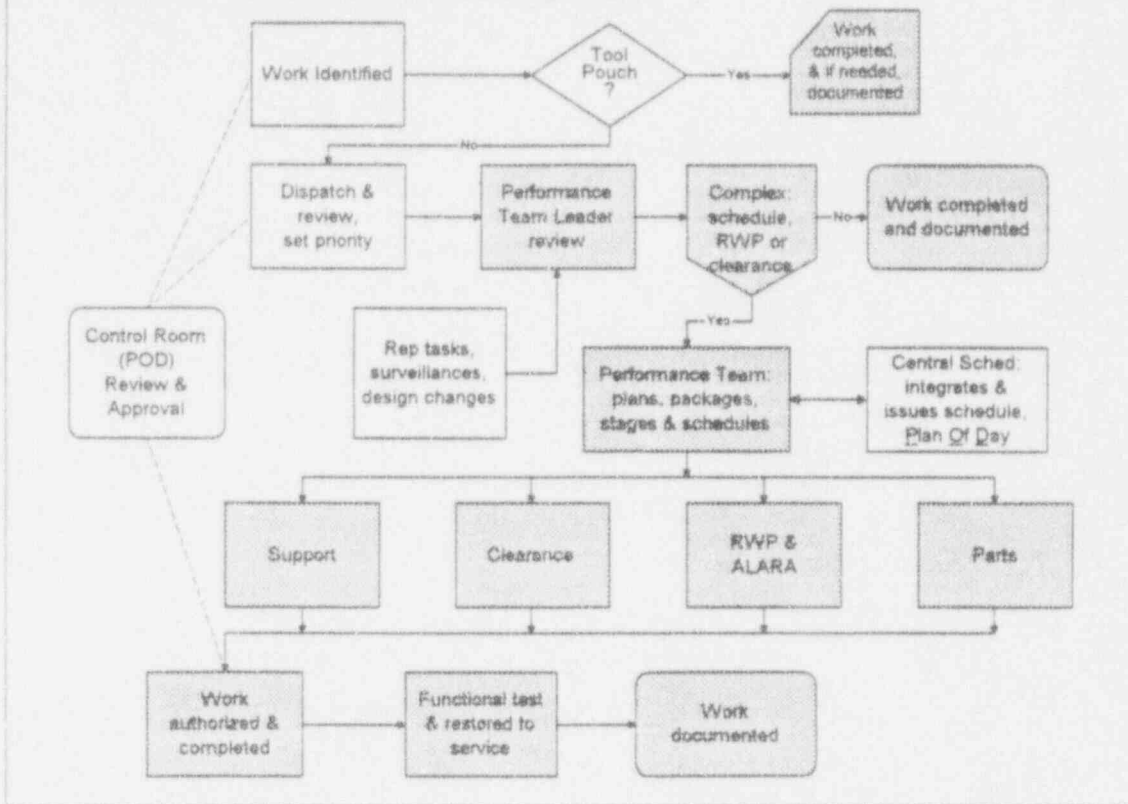 Work Identified
Tool
Pouch
?
Yes
Work
completed,
& if needed,
documented
No
Dispatch &
review,
set priority
Performance
Team Leader
review
Complex:
schedule,
RWP or
clearance
No
Work completed
and documented
Yes
Control Room
(POD)
Review &
Approval
Rep tasks,
surveillances,
design changes
Performance Team:
plans, packages,
stages & schedules
Central Sched:
integrates &
issues schedule,
Plan Of Day
Support
Clearance
RWP &
ALARA
Parts
Work
authorized &
completed
Functional test
& restored to
service
Work
documented